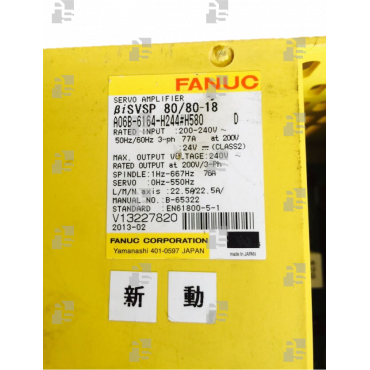 FANUC
SERVO AMPLIFIER
βiSVSP 80/80-18
A06B-6164-H244#H580 D
RATED INPUT :200-240V~
50Hz/60Hz 3-ph 77A at 200V
:24V ⎓ (CLASS2)
MAX. OUTPUT VOLTAGE:240V~
RATED OUTPUT at 200V/3-PH
SPINDLE:1Hz-667Hz 76A
SERVO :0Hz-550Hz
L/M/N axis :22.5A/22.5A/
MANUAL NO. :B-65322
STANDARD :EN61800-5-1
V13227820
2013-02
FANUC CORPORATION
Yamanashi 401-0597 JAPAN
made in JAPAN
新 動